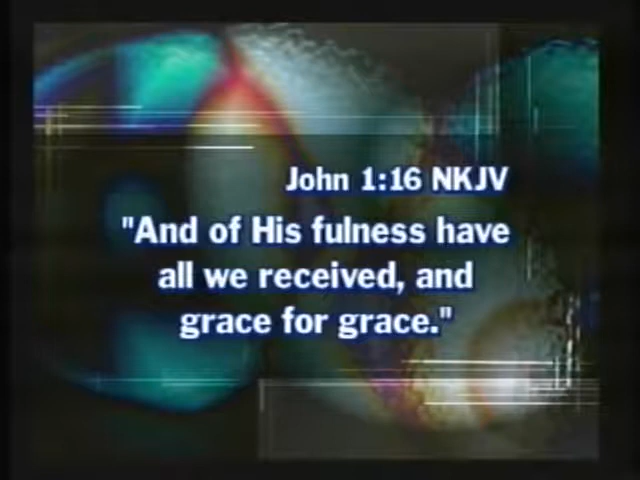 John 1:16 NKJV
"And of His fulness have
all we received, and
grace for grace."